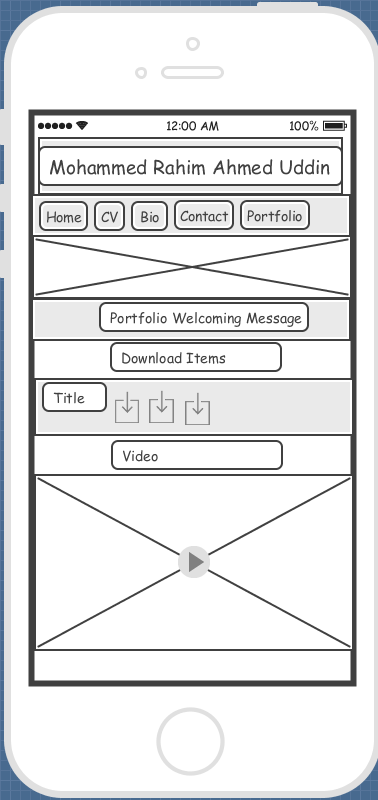 12:00 AM 100%
Mohammed Rahim Ahmed Uddin
Home CV Bio Contact Portfolio
Portfolio Welcoming Message
Download Items
Title
Video